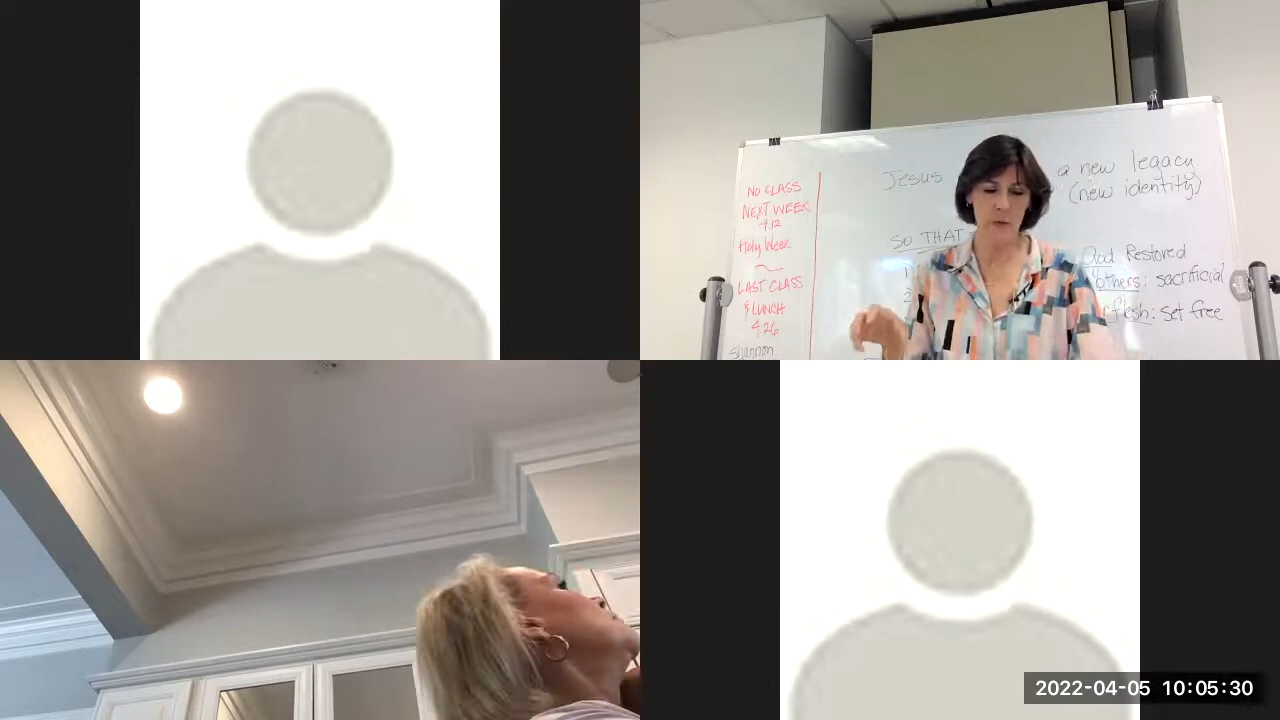 NO CLASS
NEXT WEEK
-4.12
Holy Week
LAST CLASS
& LUNCH
4.26
Shannon
Jesus
a new legacy
(new identity)
SO THAT
God Restored
others: sacrificial
flesh: set free
2022-04-05 10:05:30